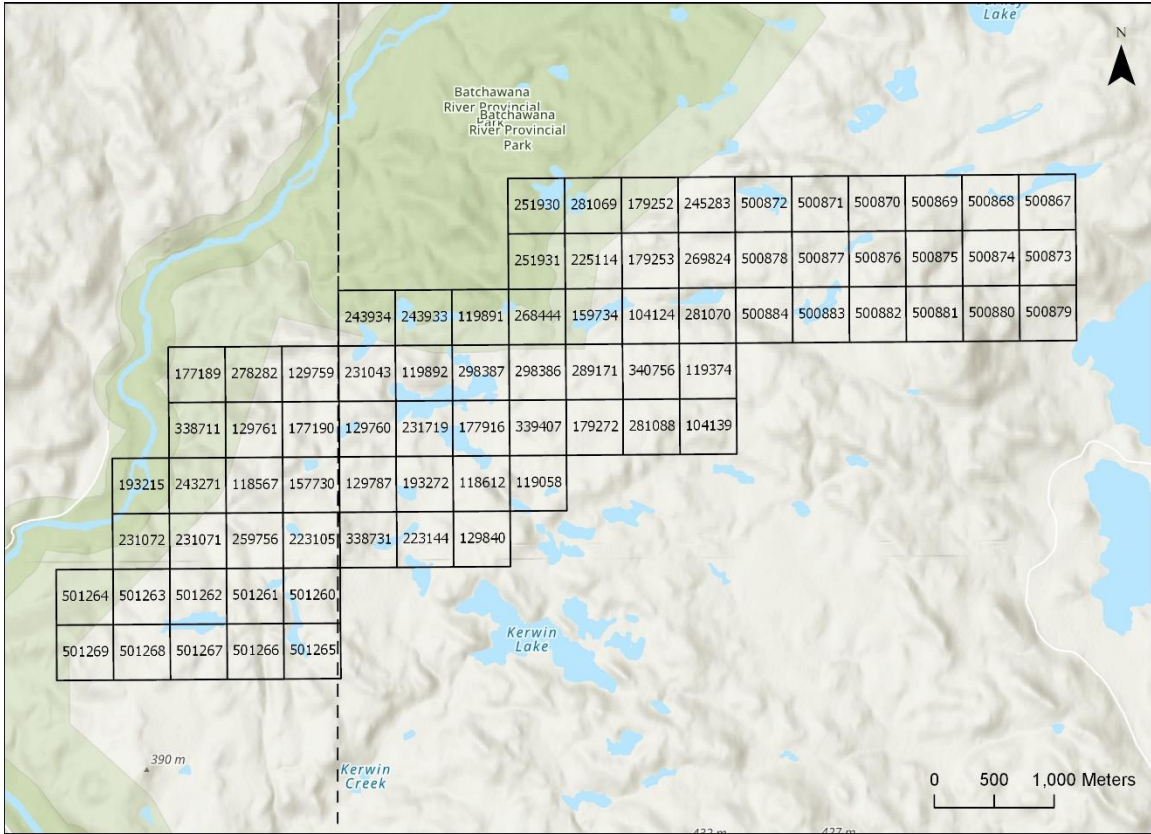 Lake
N
Batchawana
River Provincial
Park
Batchawana
River Provincial
Park
251930 281069 179252 245283 500872 500871 500870 500869 500868 500867
251931 225114 179253 269824 500878 500877 500876 500875 500874 500873
243934 243933 119891 268444 159734 104124 281070 500884 500883 500882 500881 500880 500879
177189 278282 129759 231043 119892 298387 298386 289171 340756 119374
338711 129761 177190 129760 231719 177916 339407 179272 281088 104139
193215 243271 118567 157730 129787 193272 118612 119058
231072 231071 259756 223105 338731 223144 129840
501264 501263 501262 501261 501260
501269 501268 501267 501266 501265
Kerwin
Lake
390 m
Kerwin
Creek
0 500 1,000 Meters
432 m 427 m